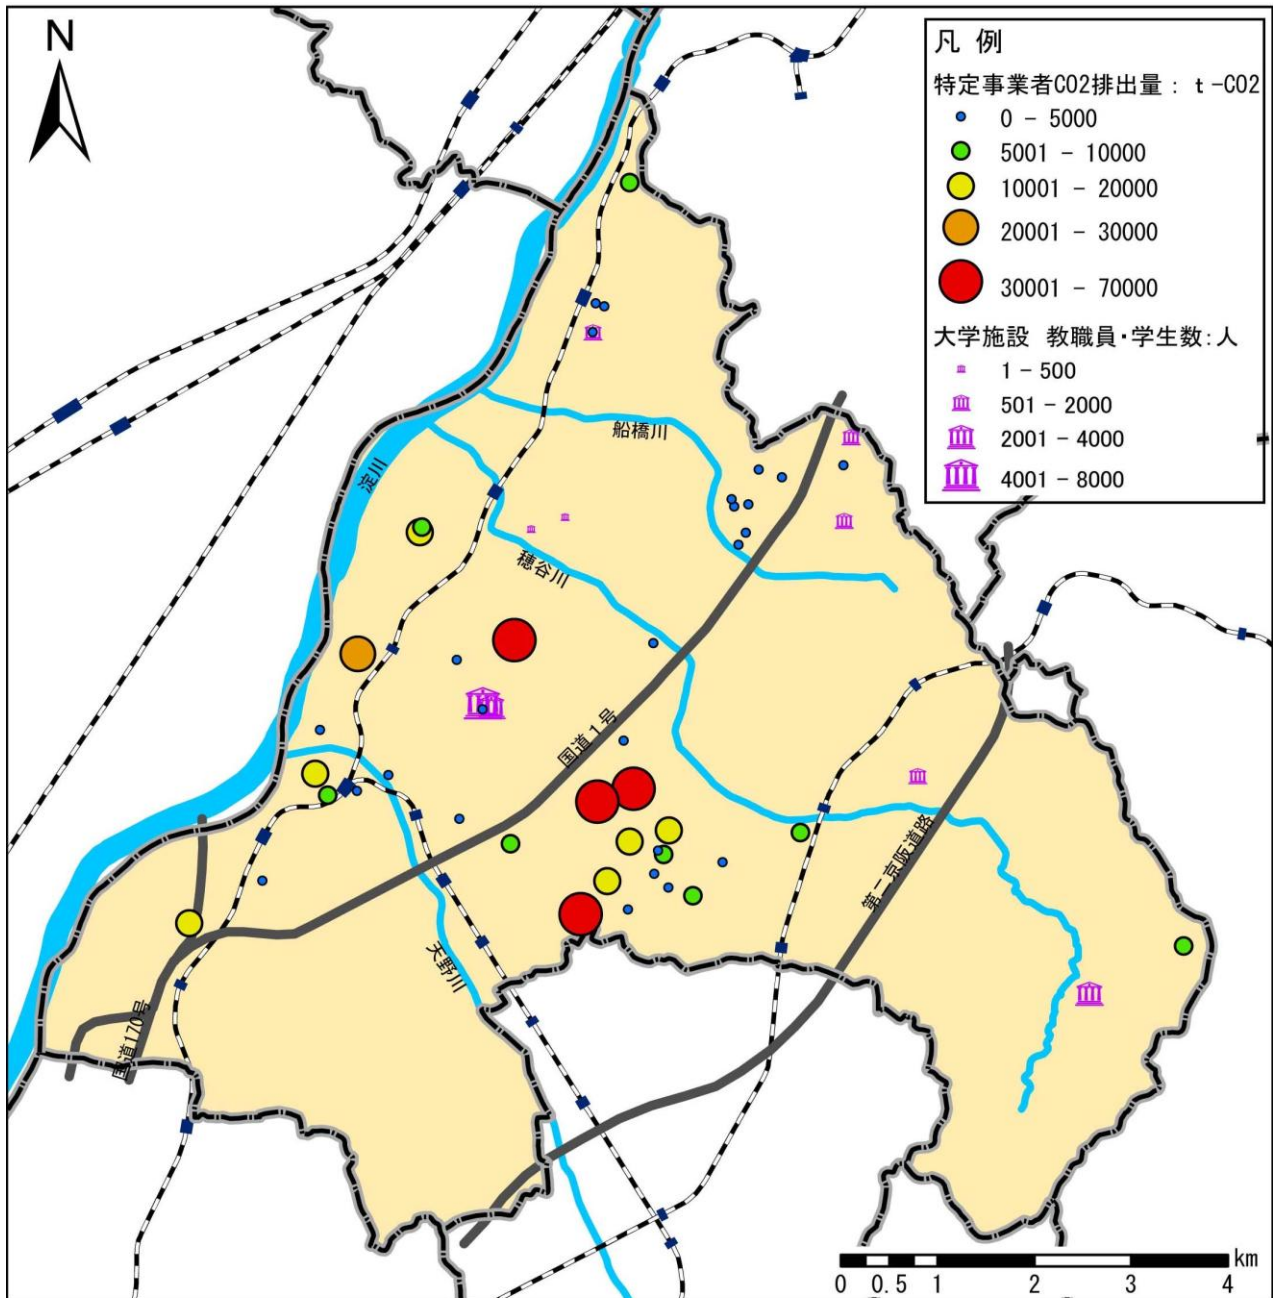 N
凡 例
特定事業者CO2排出量： t-CO2
0 - 5000
5001 - 10000
10001 - 20000
20001 - 30000
30001 - 70000
大学施設 教職員・学生数：人
1 - 500
501 - 2000
2001 - 4000
4001 - 8000
船橋川
淀川
穂谷川
国道１号
第二京阪道路
天野川
国道170号
km
0 0.5 1 2 3 4